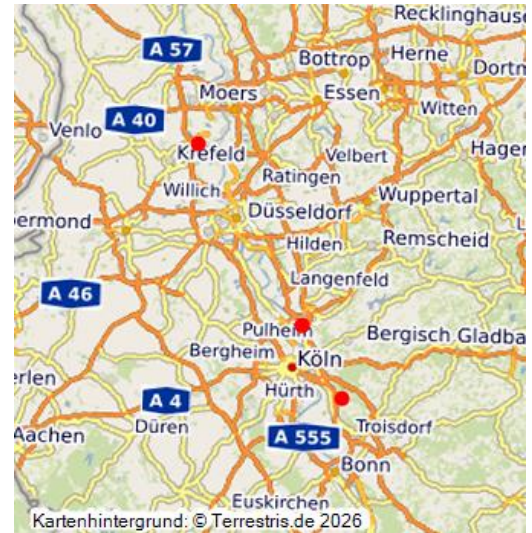 Recklinghause
A 57
Bottrop
Herne
Dortm
Moers
Essen
A 40
Witten
Venlo
Krefeld
Velbert
Hagen
Willich
Ratingen
Wuppertal
ermond
Düsseldorf
Hilden
Remscheid
A 46
Langenfeld
Pulheim
Bergisch Gladba
Bergheim
Köln
erlen
Hürth
A 4
Troisdorf
Aachen
Düren
A 555
Bonn
Euskirchen
Kartenhintergrund: © Terrestris.de 2026